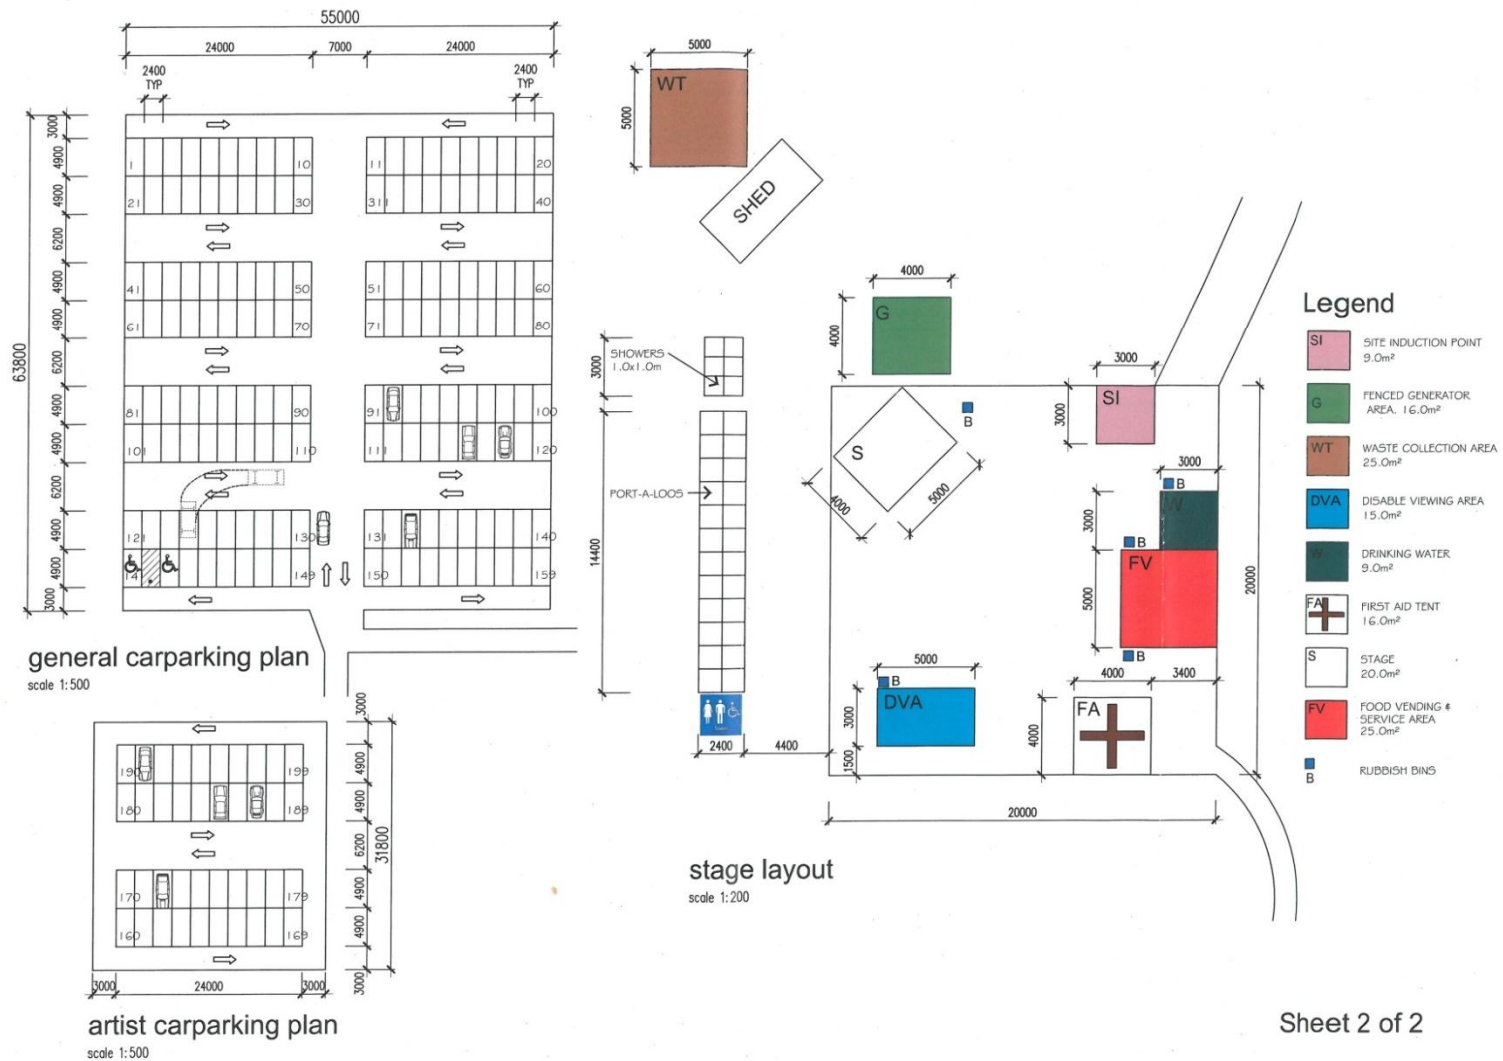 55000
24000 7000 24000
2400 TYP
2400 TYP
3000
4900
4900
6200
4900
4900
6200
4900
4900
6200
4900
4900
3000
63800
1 10 11 20
21 30 31 40
41 50 51 60
61 70 71 80
81 90 91 100
101 110 111 120
121 130 131 140
149 150 159
general carparking plan
scale 1:500
190 199
180 189
170 179
160 169
3000
4900
4900
6200
4900
4900
3000
31800
3000 24000 3000
artist carparking plan
scale 1:500
5000
5000
WT
SHED
4000
4000
G
SHOWERS
1.0x1.0m
3000
PORT-A-LOOS
14400
2400 4400
S
4000
5000
B
3000
3000
SI
3000
B
W
3000
B
FV
5000
B
20000
5000
B
DVA
3000
1500
4000 3400
FA
4000
20000
stage layout
scale 1:200
Legend
SI
SITE INDUCTION POINT
9.0m²
G
FENCED GENERATOR
AREA. 16.0m²
WT
WASTE COLLECTION AREA
25.0m²
DVA
DISABLE VIEWING AREA
15.0m²
W
DRINKING WATER
9.0m²
FA
FIRST AID TENT
16.0m²
S
STAGE
20.0m²
FV
FOOD VENDING &
SERVICE AREA
25.0m²
B
RUBBISH BINS
Sheet 2 of 2